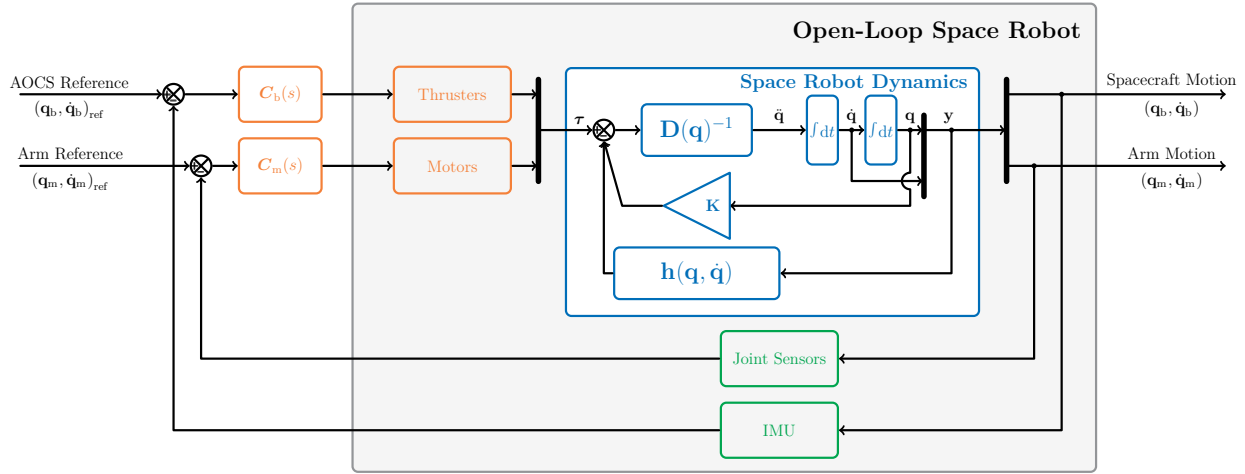 Open-Loop Space Robot
AOCS Reference
(q_b, q̇_b)_ref
C_b(s)
Thrusters
Space Robot Dynamics
τ
D(q)⁻¹
q̈
∫dt
q̇
∫dt
q
y
Spacecraft Motion
(q_b, q̇_b)
Arm Reference
(q_m, q̇_m)_ref
C_m(s)
Motors
Arm Motion
(q_m, q̇_m)
K
h(q, q̇)
Joint Sensors
IMU